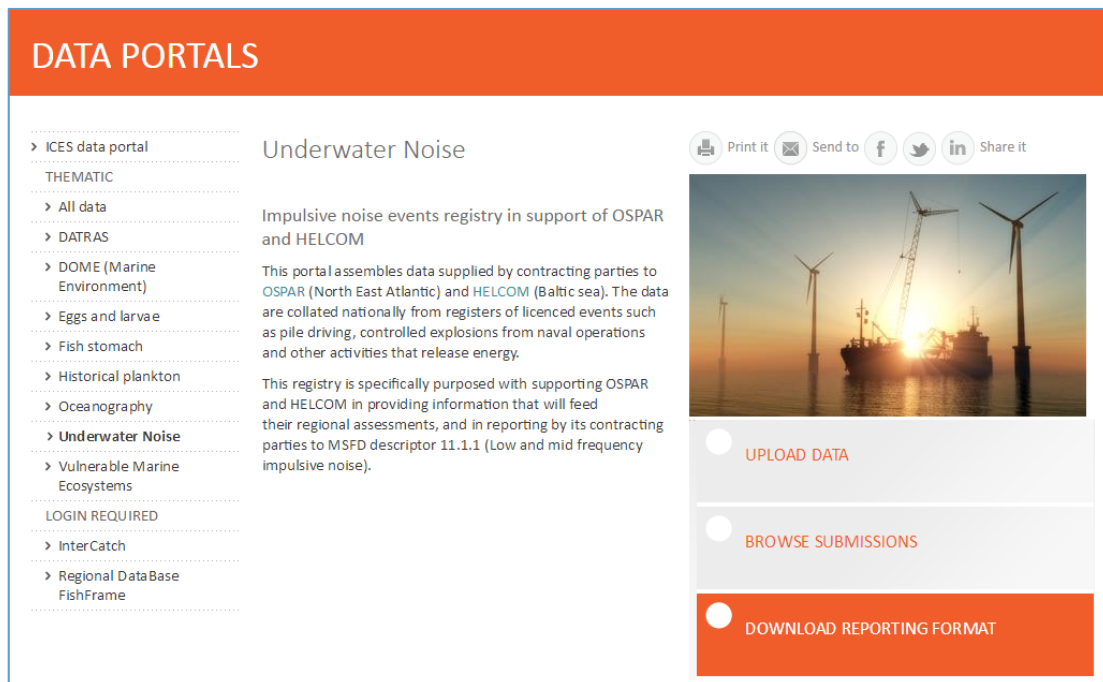 DATA PORTALS
ICES data portal
THEMATIC
All data
DATRAS
DOME (Marine
Environment)
Eggs and larvae
Fish stomach
Historical plankton
Oceanography
Underwater Noise
Vulnerable Marine
Ecosystems
LOGIN REQUIRED
InterCatch
Regional DataBase
FishFrame
Underwater Noise
Impulsive noise events registry in support of OSPAR
and HELCOM
This portal assembles data supplied by contracting parties to
OSPAR (North East Atlantic) and HELCOM (Baltic sea). The data
are collated nationally from registers of licenced events such
as pile driving, controlled explosions from naval operations
and other activities that release energy.
This registry is specifically purposed with supporting OSPAR
and HELCOM in providing information that will feed
their regional assessments, and in reporting by its contracting
parties to MSFD descriptor 11.1.1 (Low and mid frequency
impulsive noise).
Print it Send to f in Share it
UPLOAD DATA
BROWSE SUBMISSIONS
DOWNLOAD REPORTING FORMAT